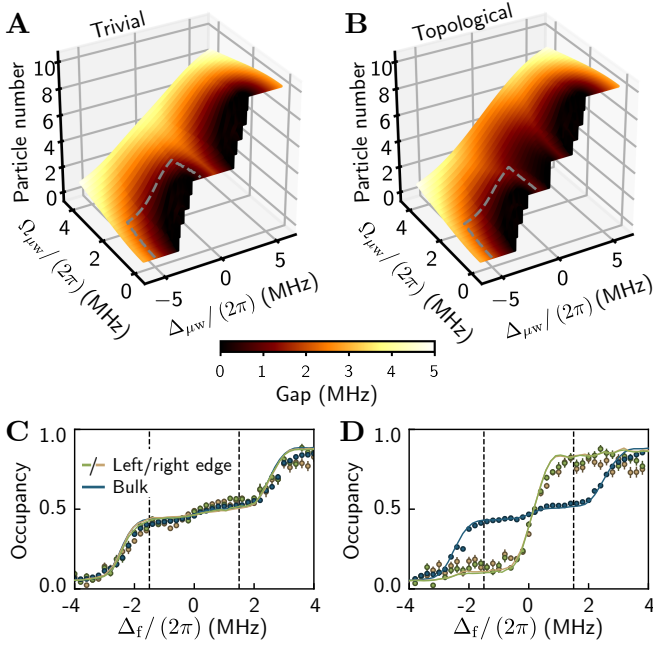 A
Trivial
Particle number
10
8
6
4
2
0
4
2
0
Ω_μw/(2π)
(MHz)
−5
0
5
Δ_μw/(2π) (MHz)
B
Topological
Particle number
10
8
6
4
2
0
4
2
0
Ω_μw/(2π)
(MHz)
−5
0
5
Δ_μw/(2π) (MHz)
0 1 2 3 4 5
Gap (MHz)
C
Occupancy
1.0
0.5
0.0
/ Left/right edge
Bulk
-4 -2 0 2 4
Δ_f/(2π) (MHz)
D
Occupancy
1.0
0.5
0.0
-4 -2 0 2 4
Δ_f/(2π) (MHz)